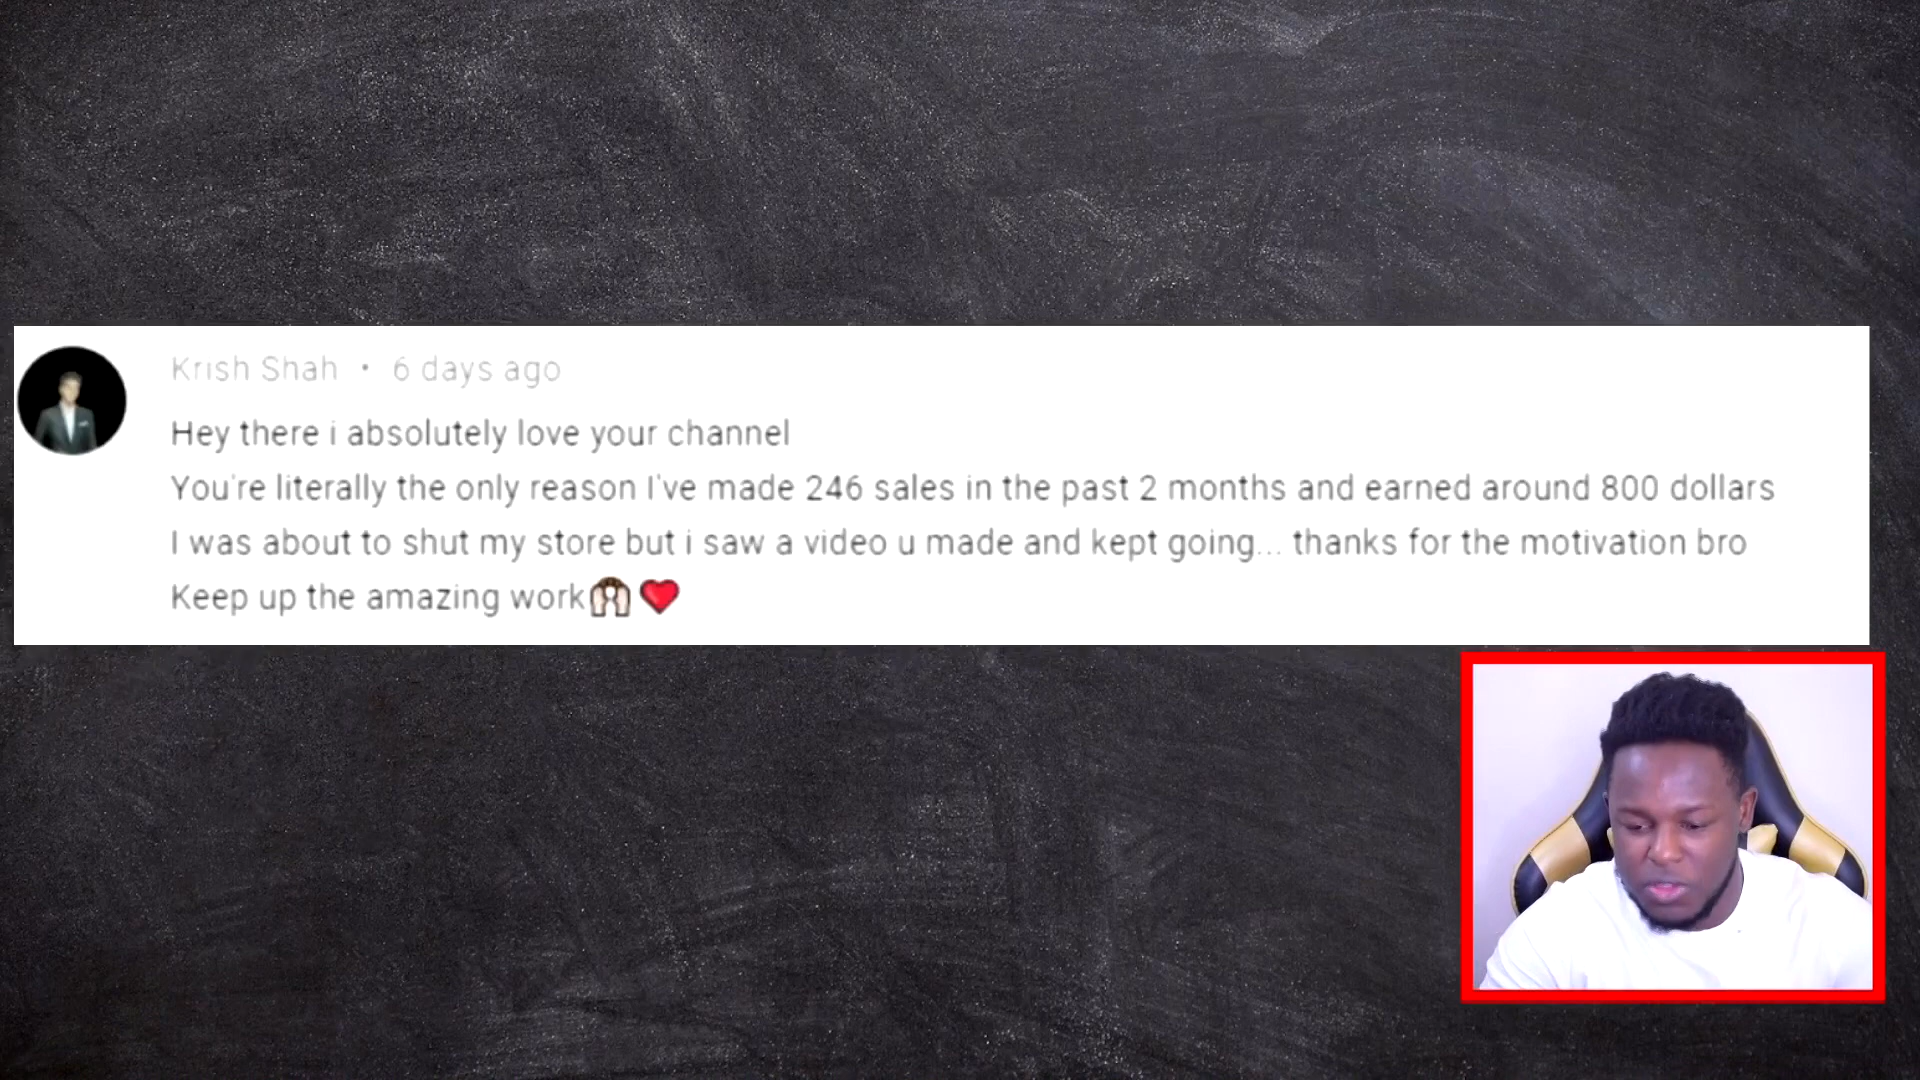 Krish Shah • 6 days ago
Hey there i absolutely love your channel
You're literally the only reason I've made 246 sales in the past 2 months and earned around 800 dollars
I was about to shut my store but i saw a video u made and kept going... thanks for the motivation bro
Keep up the amazing work🙌❤️